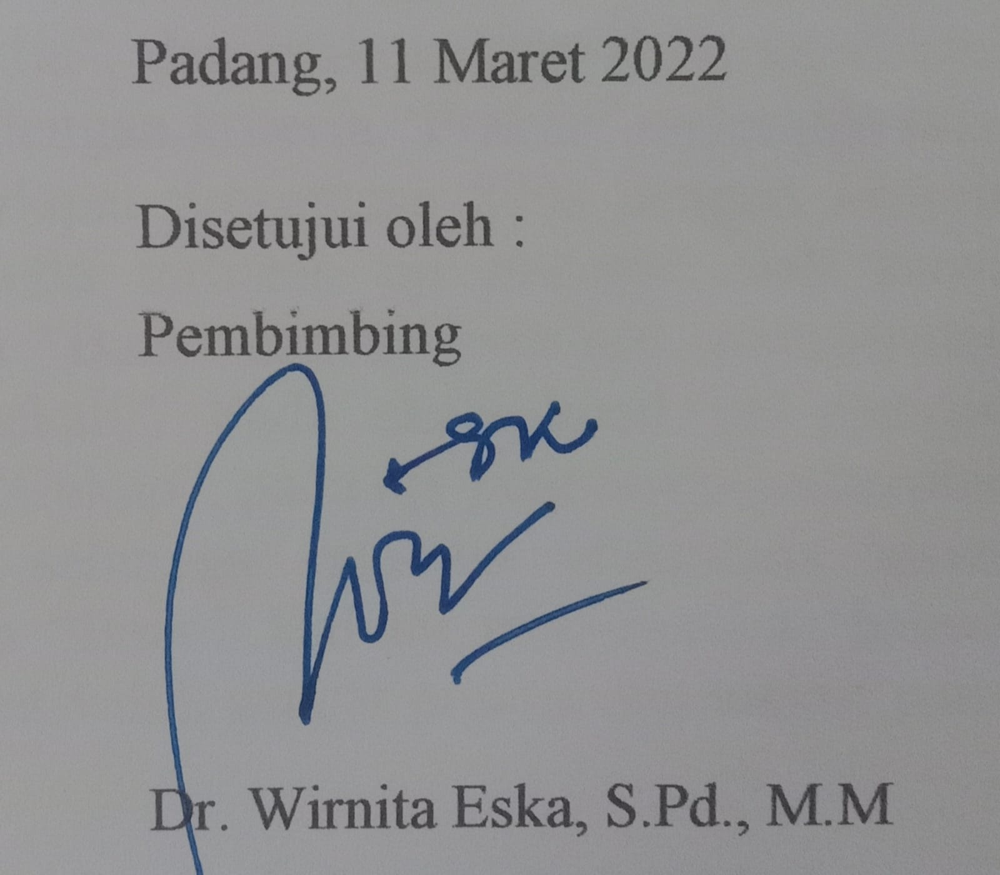 Padang, 11 Maret 2022
Disetujui oleh :
Pembimbing
Dr. Wirnita Eska, S.Pd., M.M